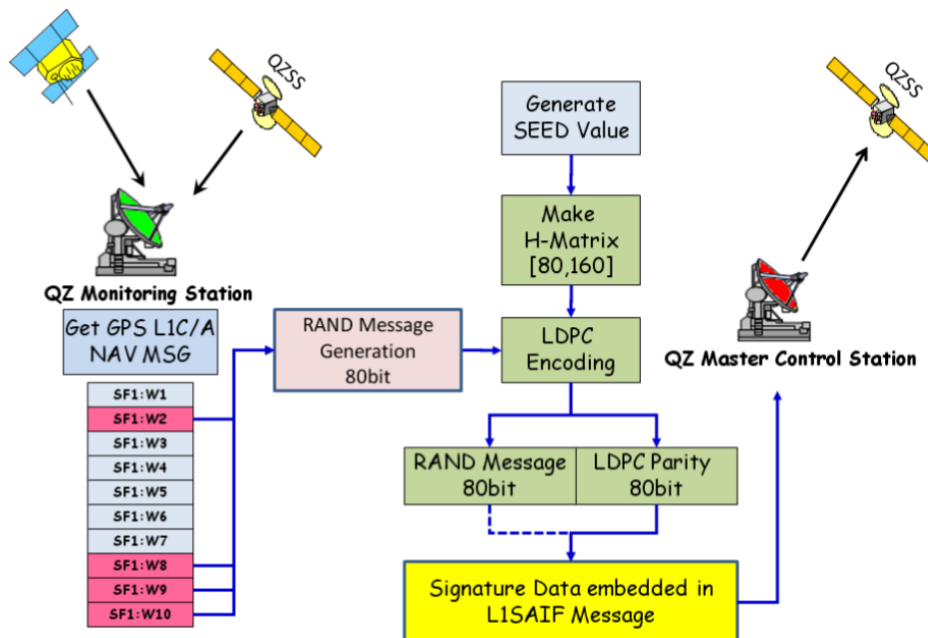 QZSS
QZ Monitoring Station
Get GPS L1C/A
NAV MSG
SF1:W1
SF1:W2
SF1:W3
SF1:W4
SF1:W5
SF1:W6
SF1:W7
SF1:W8
SF1:W9
SF1:W10
RAND Message
Generation
80bit
Generate
SEED Value
Make
H-Matrix
[80,160]
LDPC
Encoding
RAND Message
80bit
LDPC Parity
80bit
Signature Data embedded in
L1SAIF Message
QZSS
QZ Master Control Station